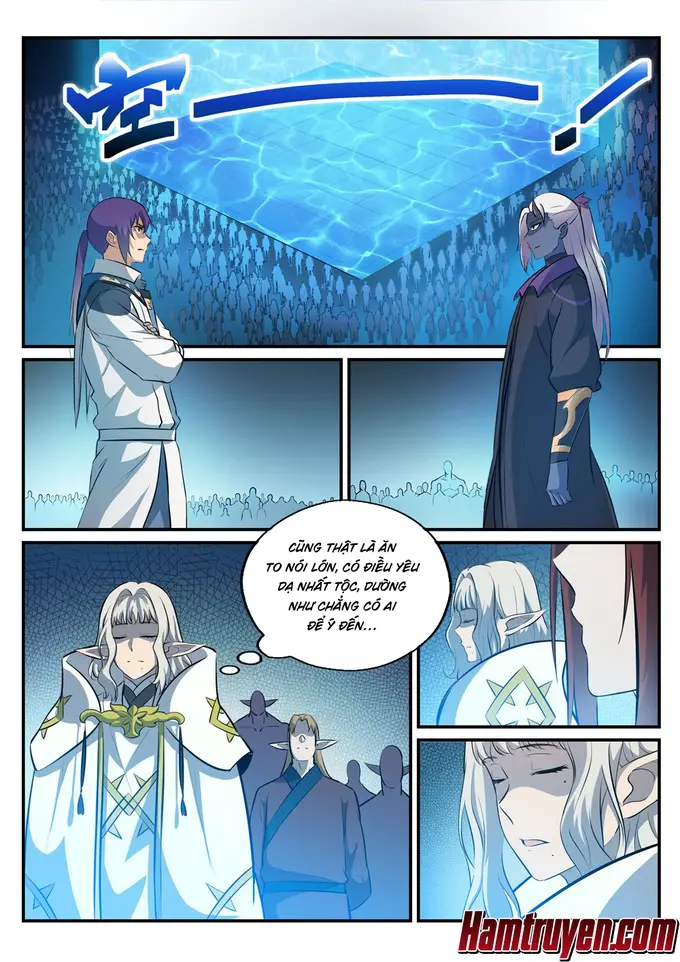 空——！
CŨNG THẬT LÀ ĂN
TO NÓI LỚN, CÓ ĐIỀU YÊU
DẠ NHẤT TỘC, DƯỜNG
NHƯ CHẲNG CÓ AI
ĐỂ Ý ĐẾN...
Hamtruyen.com